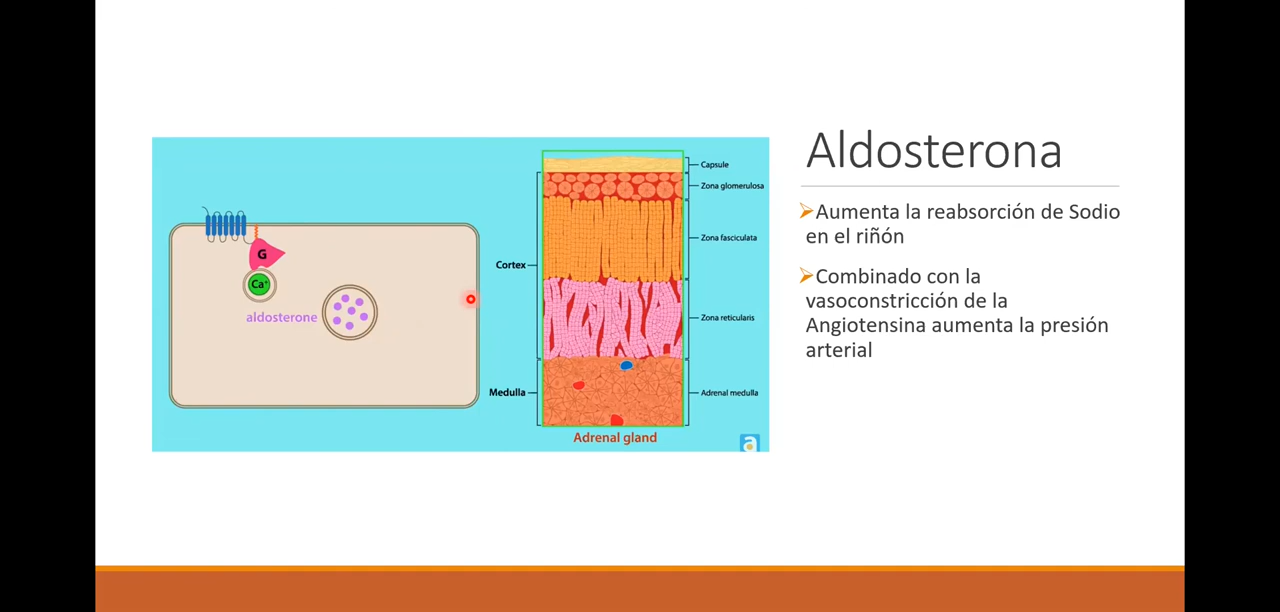 Aldosterona
➢Aumenta la reabsorción de Sodio
en el riñón
➢Combinado con la
vasoconstricción de la
Angiotensina aumenta la presión
arterial
G
Ca⁺
aldosterone
Capsule
Zona glomerulosa
Zona fasciculata
Cortex
Zona reticularis
Medulla
Adrenal medulla
Adrenal gland
a